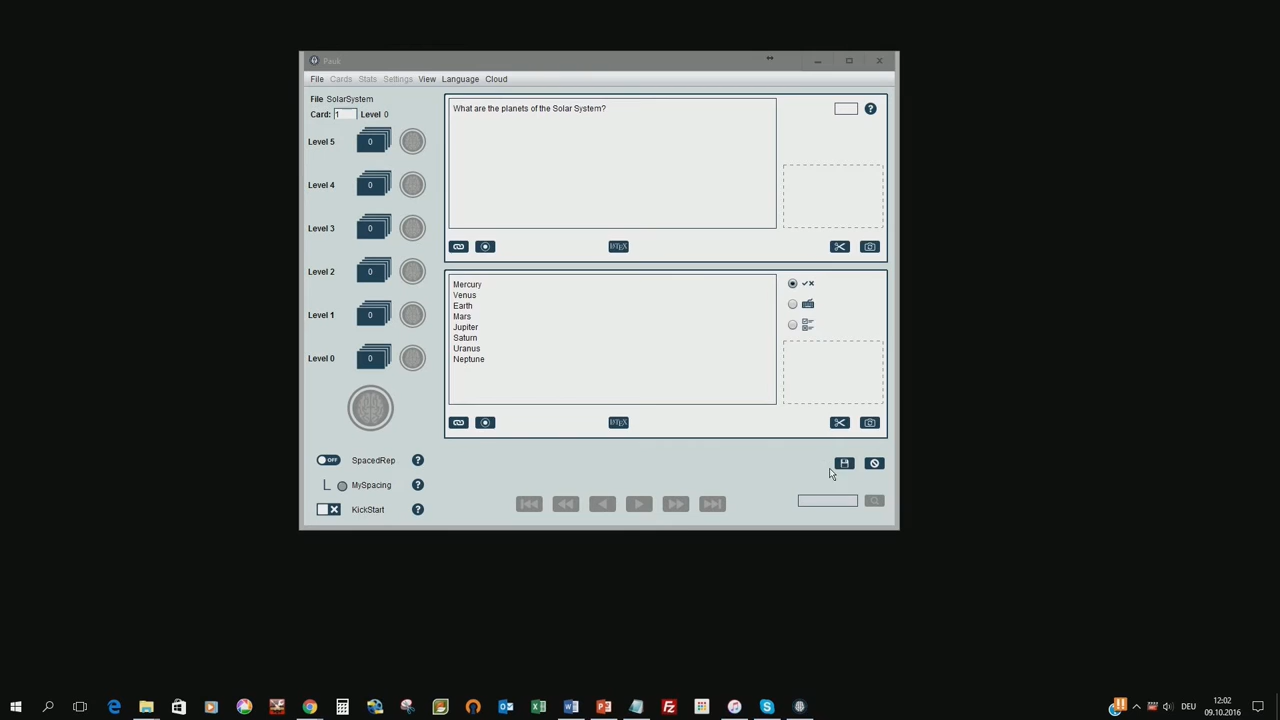 Pauk
File Cards Stats Settings View Language Cloud
File SolarSystem
Card: 1 Level 0
Level 5 0
Level 4 0
Level 3 0
Level 2 0
Level 1 0
Level 0 0
SpacedRep ?
OFF
MySpacing ?
KickStart ?
What are the planets of the Solar System?
?
LATEX
Mercury
Venus
Earth
Mars
Jupiter
Saturn
Uranus
Neptune
LATEX
DEU
12:02
09.10.2016